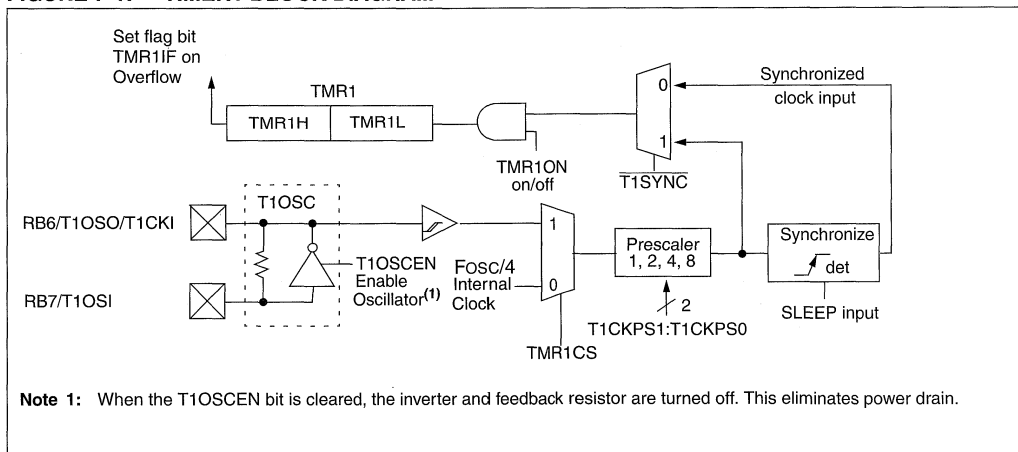 Set flag bit
TMR1IF on
Overflow
TMR1
TMR1H
TMR1L
TMR1ON
on/off
0
1
T1SYNC
Synchronized
clock input
RB6/T1OSO/T1CKI
RB7/T1OSI
T1OSC
T1OSCEN
Enable
Oscillator(1)
FOSC/4
Internal
Clock
1
0
TMR1CS
Prescaler
1, 2, 4, 8
2
T1CKPS1:T1CKPS0
Synchronize
det
SLEEP input
Note 1: When the T1OSCEN bit is cleared, the inverter and feedback resistor are turned off. This eliminates power drain.